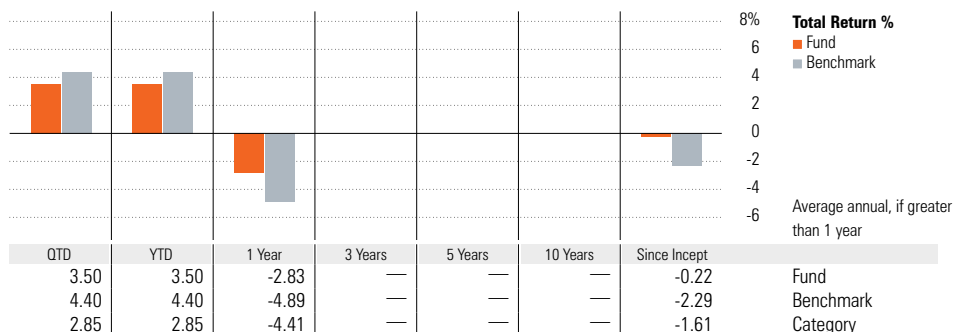 8% Total Return %
6 Fund
4 Benchmark
2
0
-2
-4
-6 Average annual, if greater
than 1 year
QTD YTD 1 Year 3 Years 5 Years 10 Years Since Incept
3.50 3.50 -2.83 — — — -0.22 Fund
4.40 4.40 -4.89 — — — -2.29 Benchmark
2.85 2.85 -4.41 — — — -1.61 Category